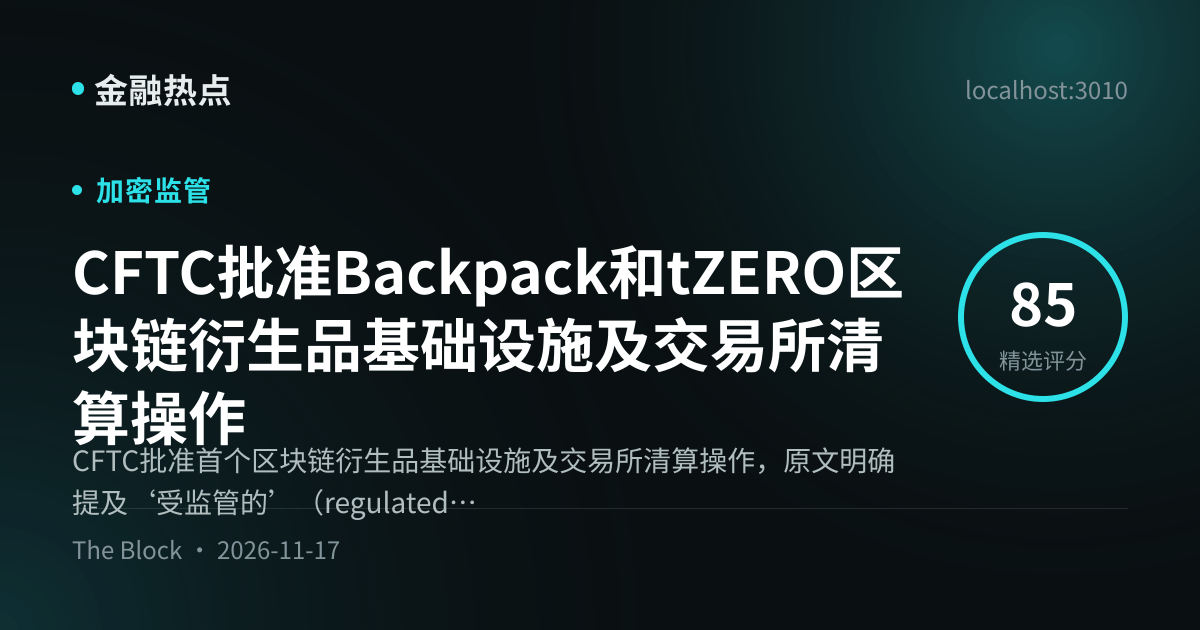 金融热点
localhost:3010
加密监管
CFTC批准Backpack和tZERO区
块链衍生品基础设施及交易所清
算操作
85
精选评分
CFTC批准首个区块链衍生品基础设施及交易所清算操作，原文明确
提及‘受监管的’（regulated…
The Block · 2026-11-17